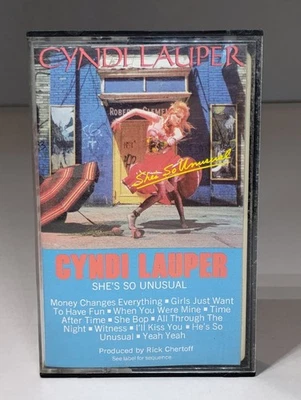 CYNDI LAUPER
She's So Unusual
CYNDI LAUPER
SHE'S SO UNUSUAL
Money Changes Everything ■ Girls Just Want
To Have Fun ■ When You Were Mine ■ Time
After Time ■ She Bop ■ All Through The
Night ■ Witness ■ I'll Kiss You ■ He's So
Unusual ■ Yeah Yeah
Produced by Rick Chertoff
See label for sequence